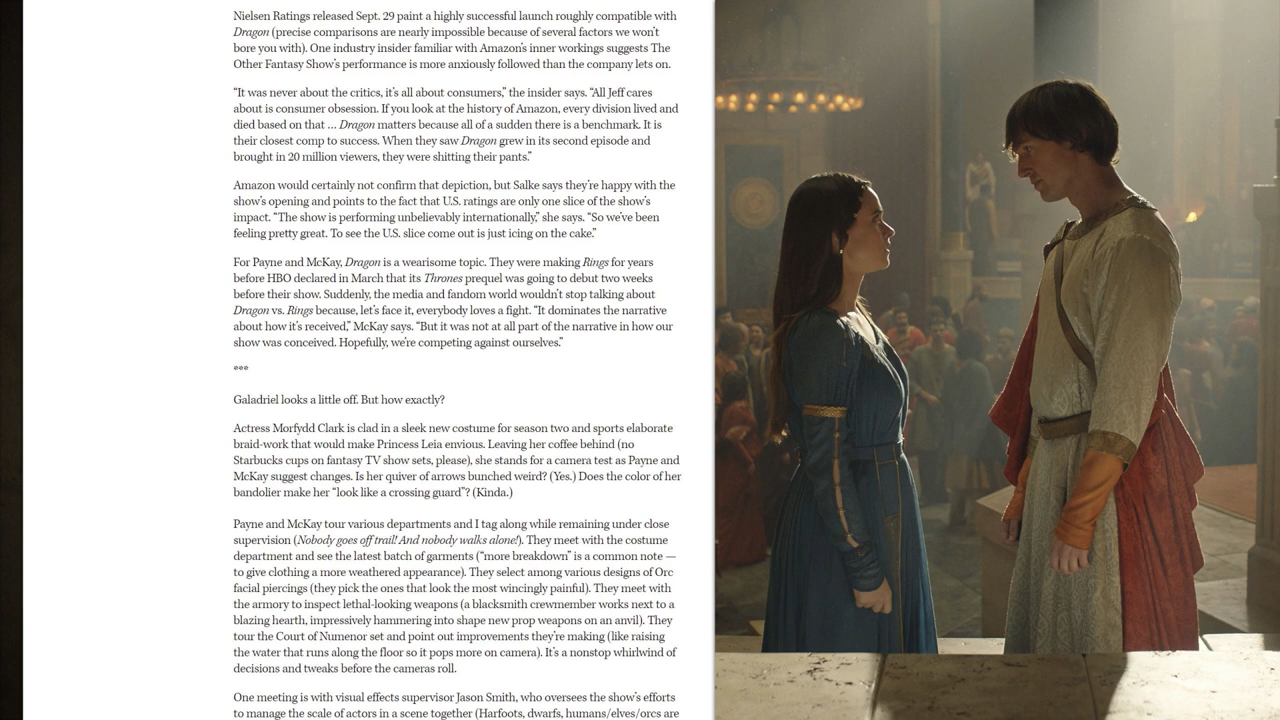 Nielsen Ratings released Sept. 29 paint a highly successful launch roughly compatible with
Dragon (precise comparisons are nearly impossible because of several factors we won't
bore you with). One industry insider familiar with Amazon's inner workings suggests The
Other Fantasy Show's performance is more anxiously followed than the company lets on.
“It was never about the critics, it's all about consumers,” the insider says. “All Jeff cares
about is consumer obsession. If you look at the history of Amazon, every division lived and
died based on that … Dragon matters because all of a sudden there is a benchmark. It is
their closest comp to success. When they saw Dragon grew in its second episode and
brought in 20 million viewers, they were shitting their pants.”
Amazon would certainly not confirm that depiction, but Salke says they're happy with the
show's opening and points to the fact that U.S. ratings are only one slice of the show's
impact. “The show is performing unbelievably internationally,” she says. “So we've been
feeling pretty great. To see the U.S. slice come out is just icing on the cake.”
For Payne and McKay, Dragon is a wearisome topic. They were making Rings for years
before HBO declared in March that its Thrones prequel was going to debut two weeks
before their show. Suddenly, the media and fandom world wouldn't stop talking about
Dragon vs. Rings because, let's face it, everybody loves a fight. “It dominates the narrative
about how it's received,” McKay says. “But it was not at all part of the narrative in how our
show was conceived. Hopefully, we're competing against ourselves.”
***
Galadriel looks a little off. But how exactly?
Actress Morfydd Clark is clad in a sleek new costume for season two and sports elaborate
braid-work that would make Princess Leia envious. Leaving her coffee behind (no
Starbucks cups on fantasy TV show sets, please), she stands for a camera test as Payne and
McKay suggest changes. Is her quiver of arrows bunched weird? (Yes.) Does the color of her
bandolier make her “look like a crossing guard”? (Kinda.)
Payne and McKay tour various departments and I tag along while remaining under close
supervision (Nobody goes off trail! And nobody walks alone!). They meet with the costume
department and see the latest batch of garments (“more breakdown” is a common note —
to give clothing a more weathered appearance). They select among various designs of Orc
facial piercings (they pick the ones that look the most wincingly painful). They meet with
the armory to inspect lethal-looking weapons (a blacksmith crewmember works next to a
blazing hearth, impressively hammering into shape new prop weapons on an anvil). They
tour the Court of Numenor set and point out improvements they're making (like raising
the water that runs along the floor so it pops more on camera). It's a nonstop whirlwind of
decisions and tweaks before the cameras roll.
One meeting is with visual effects supervisor Jason Smith, who oversees the show's efforts
to manage the scale of actors in a scene together (Harfoots, dwarfs, humans/elves/orcs are